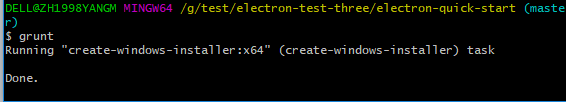 DELL@ZH1998YANGM MINGW64 /g/test/electron-test-three/electron-quick-start (maste
r)
$ grunt
Running "create-windows-installer:x64" (create-windows-installer) task
Done.